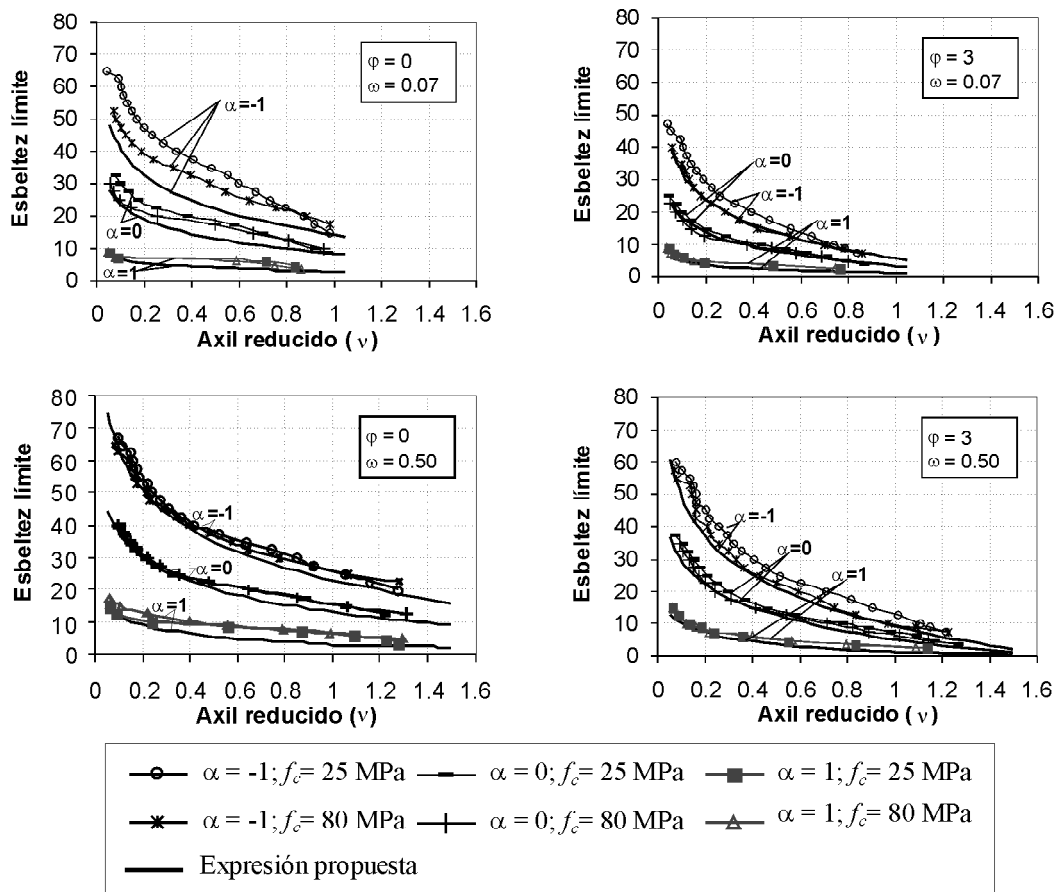 80
70
60
50
40
30
20
10
0
Esbeltez límite
φ = 0
ω = 0.07
α=-1
α=0
α=1
0 0.2 0.4 0.6 0.8 1 1.2 1.4 1.6
Axil reducido ( ν )
80
70
60
50
40
30
20
10
0
Esbeltez límite
φ = 3
ω = 0.07
α=0
α=-1
α=1
0 0.2 0.4 0.6 0.8 1 1.2 1.4 1.6
Axil reducido ( ν )
80
70
60
50
40
30
20
10
0
Esbeltez límite
φ = 0
ω = 0.50
α=-1
α=0
α=1
0 0.2 0.4 0.6 0.8 1 1.2 1.4 1.6
Axil reducido (ν)
80
70
60
50
40
30
20
10
0
Esbeltez límite
φ = 3
ω = 0.50
α=-1
α=0
α=1
0 0.2 0.4 0.6 0.8 1 1.2 1.4 1.6
Axil reducido ( ν )
α = -1; fc= 25 MPa α = 0; fc= 25 MPa α = 1; fc= 25 MPa
α = -1; fc= 80 MPa α = 0; fc= 80 MPa α = 1; fc= 80 MPa
Expresión propuesta